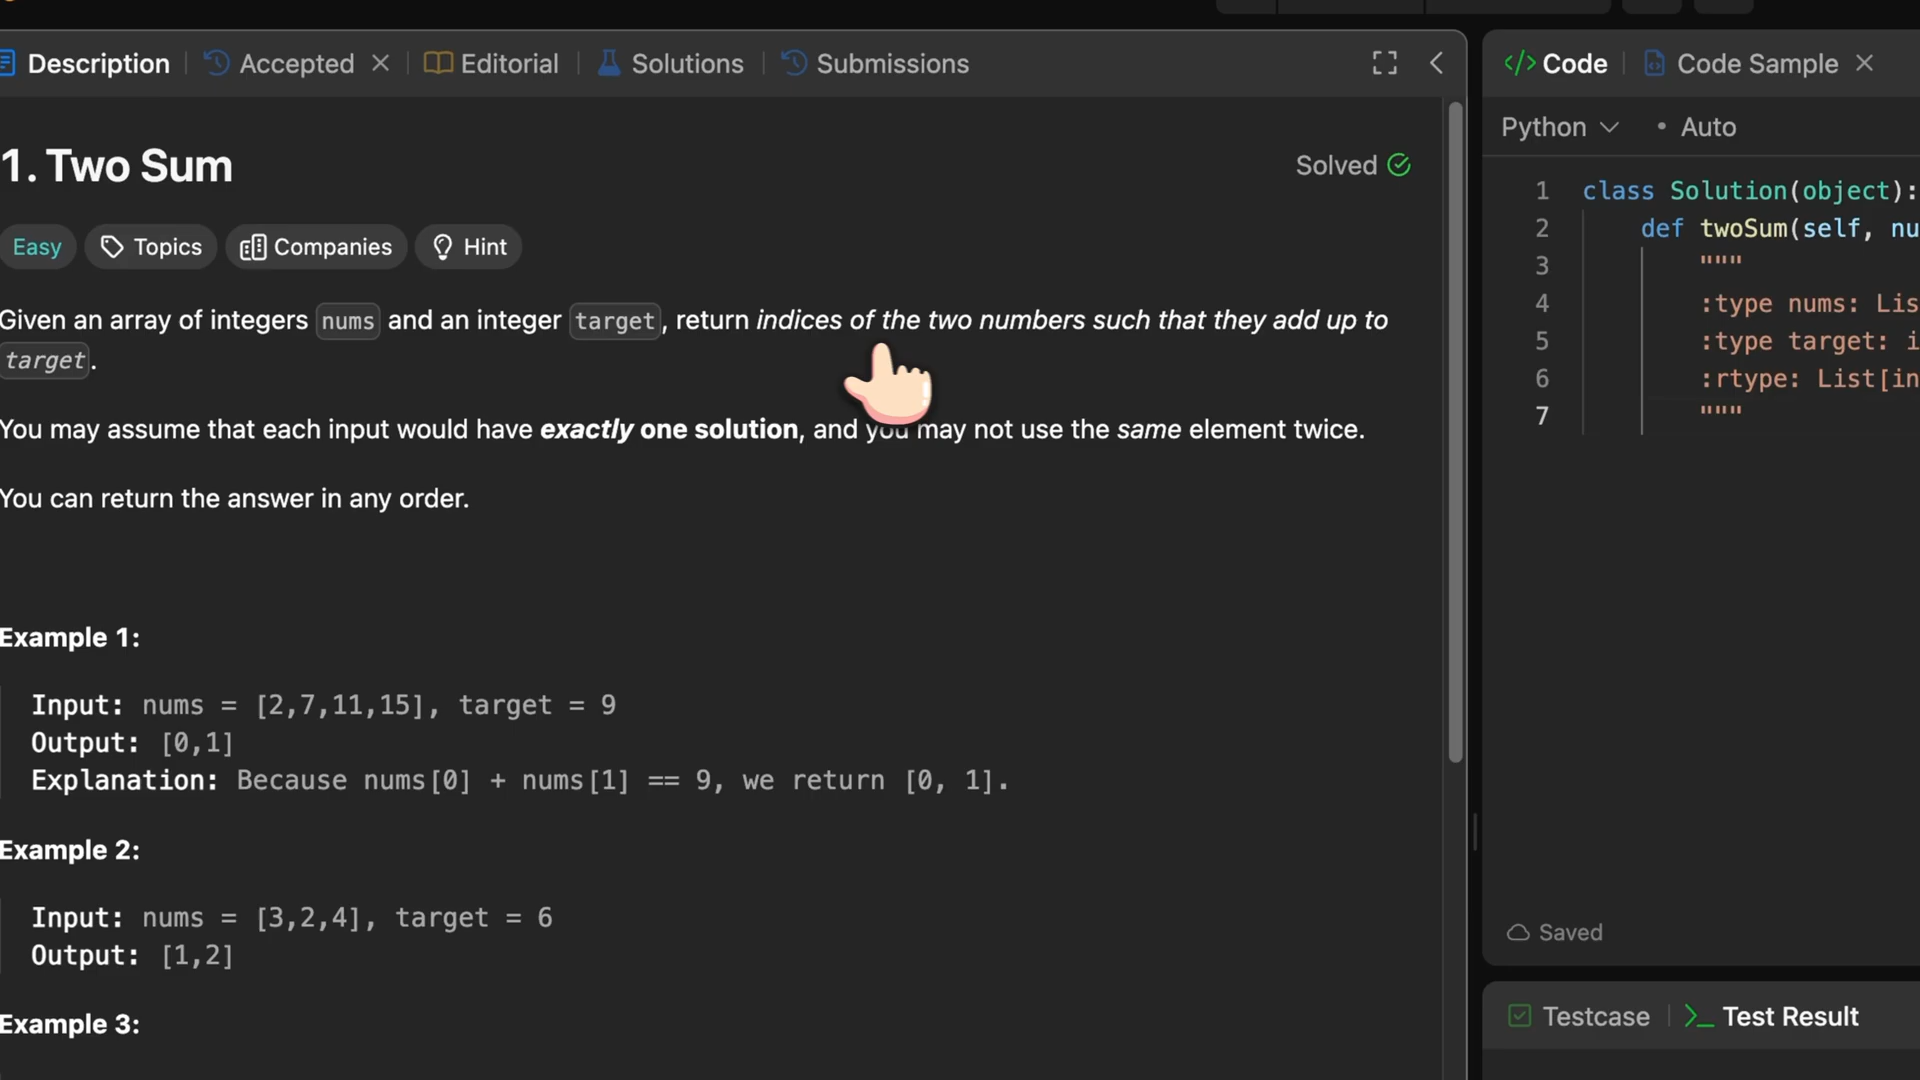 Description
Accepted
Editorial
Solutions
Submissions
1. Two Sum
Solved
Easy
Topics
Companies
Hint
Given an array of integers nums and an integer target, return indices of the two numbers such that they add up to
target.
You may assume that each input would have exactly one solution, and you may not use the same element twice.
You can return the answer in any order.
Example 1:
Input: nums = [2,7,11,15], target = 9
Output: [0,1]
Explanation: Because nums[0] + nums[1] == 9, we return [0, 1].
Example 2:
Input: nums = [3,2,4], target = 6
Output: [1,2]
Example 3:
</> Code
Code Sample
Python
• Auto
1 class Solution(object):
2 def twoSum(self, nu
3 """
4 :type nums: Lis
5 :type target: i
6 :rtype: List[in
7 """
Saved
Testcase
>_ Test Result